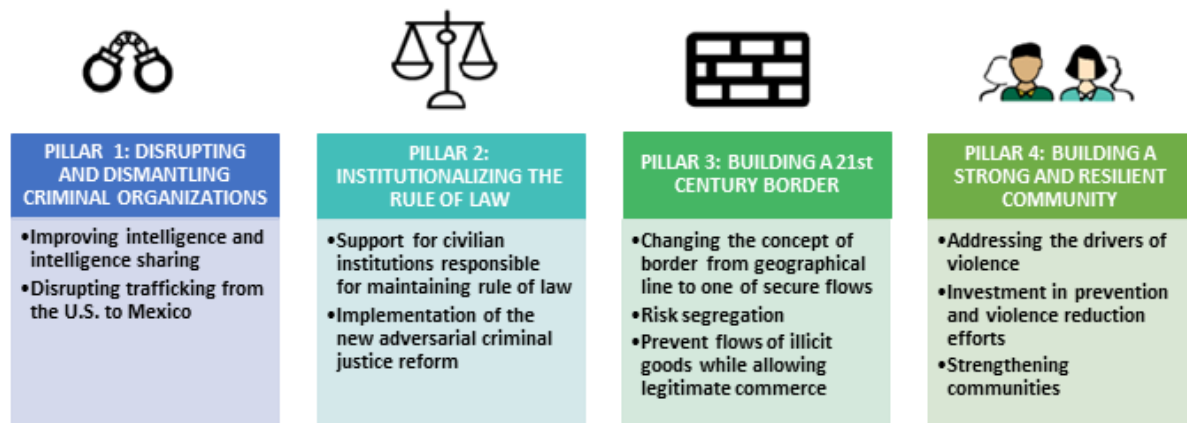 PILLAR 1: DISRUPTING
AND DISMANTLING
CRIMINAL ORGANIZATIONS
•Improving intelligence and
intelligence sharing
•Disrupting trafficking from
the U.S. to Mexico
PILLAR 2:
INSTITUTIONALIZING THE
RULE OF LAW
•Support for civilian
institutions responsible
for maintaining rule of law
•Implementation of the
new adversarial criminal
justice reform
PILLAR 3: BUILDING A 21st
CENTURY BORDER
•Changing the concept of
border from geographical
line to one of secure flows
•Risk segregation
•Prevent flows of illicit
goods while allowing
legitimate commerce
PILLAR 4: BUILDING A
STRONG AND RESILIENT
COMMUNITY
•Addressing the drivers of
violence
•Investment in prevention
and violence reduction
efforts
•Strengthening
communities